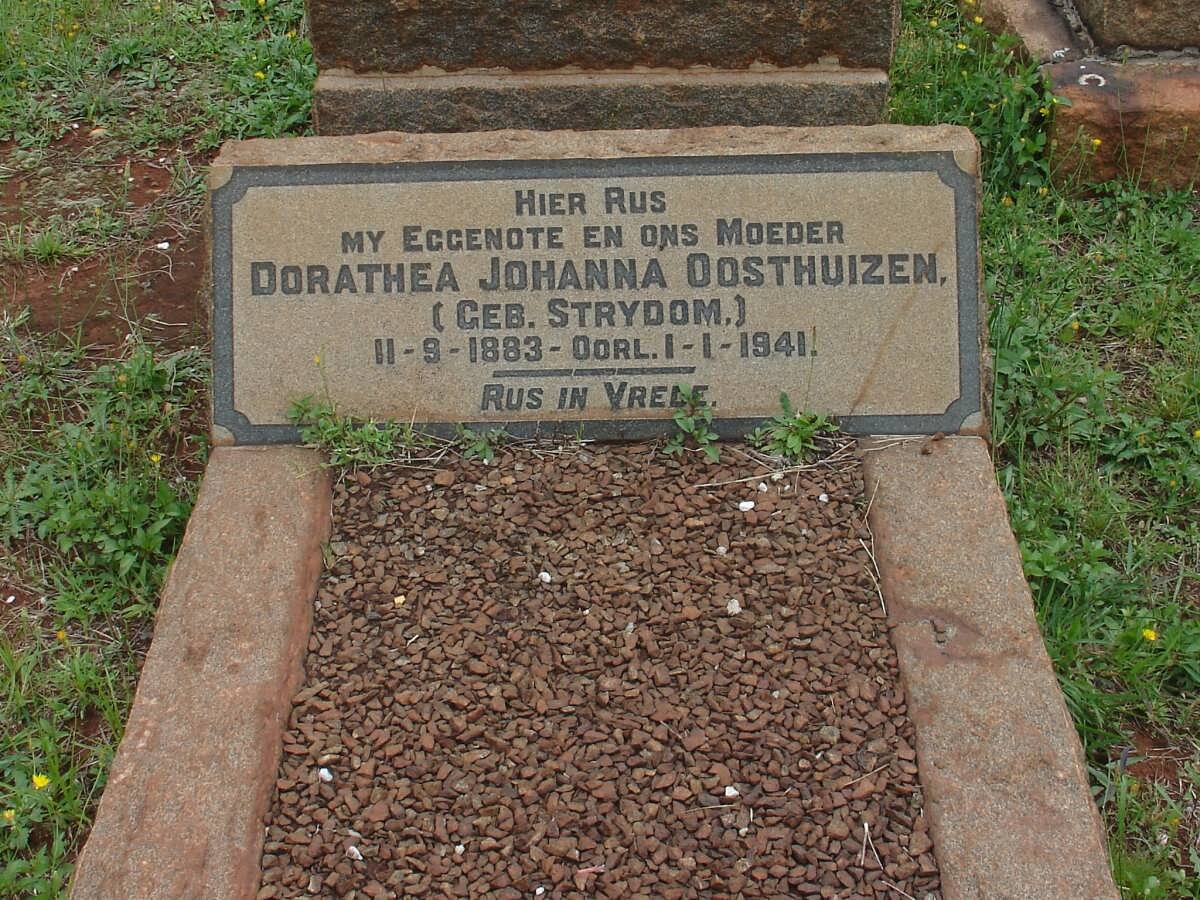 HIER RUS
MY EGGENOTE EN ONS MOEDER
DORATHEA JOHANNA OOSTHUIZEN,
(GEB. STRYDOM.)
11-9-1883 - OORL. 1-1-1941.
RUS IN VREDE.